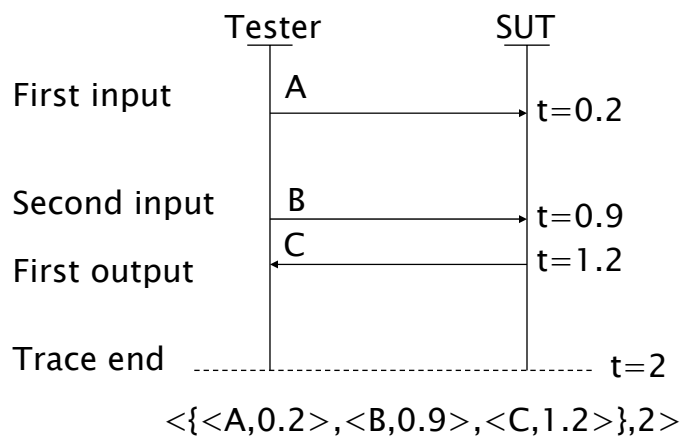 Tester SUT
First input A t=0.2
Second input B t=0.9
First output C t=1.2
Trace end t=2
<{<A,0.2>,<B,0.9>,<C,1.2>},2>